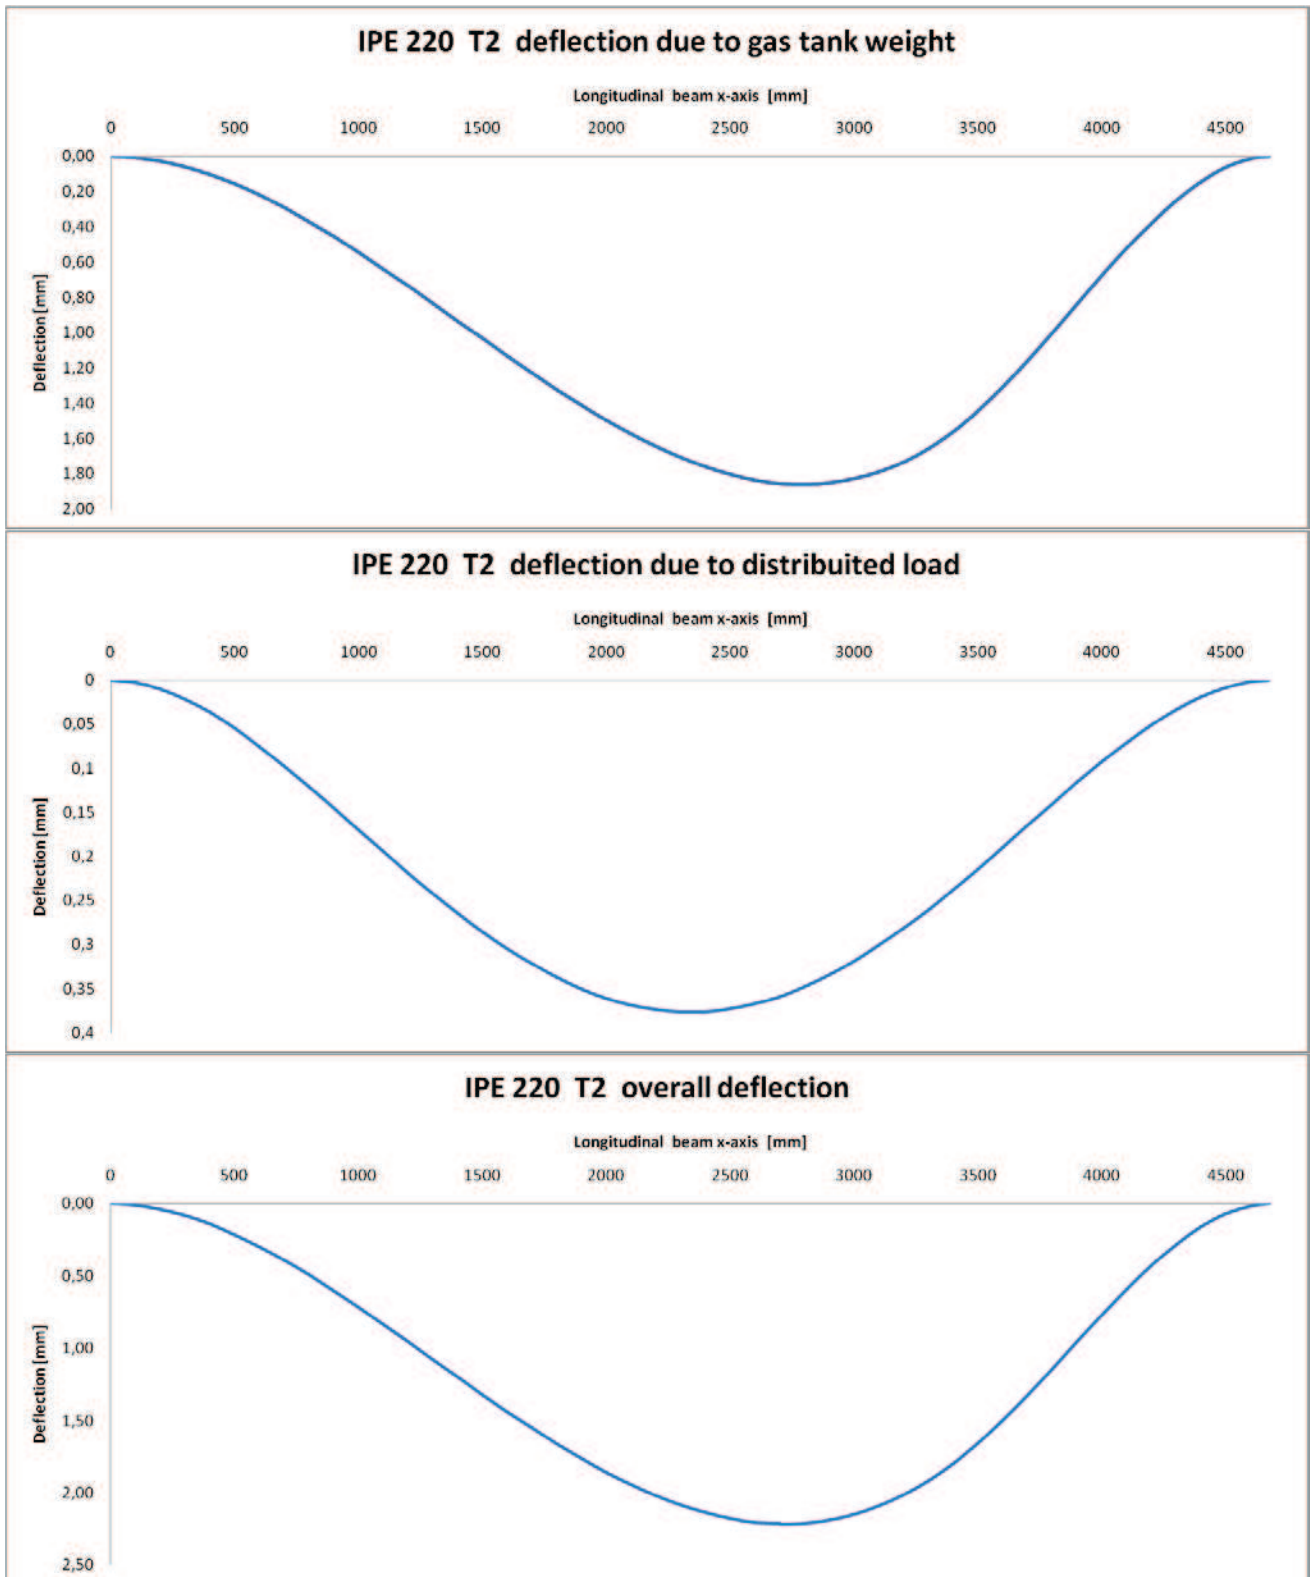 IPE 220 T2 deflection due to gas tank weight
Longitudinal beam x-axis [mm]
0 500 1000 1500 2000 2500 3000 3500 4000 4500
0,00
0,20
0,40
0,60
0,80
1,00
1,20
1,40
1,60
1,80
2,00
Deflection [mm]
IPE 220 T2 deflection due to distribuited load
Longitudinal beam x-axis [mm]
0 500 1000 1500 2000 2500 3000 3500 4000 4500
0
0,05
0,1
0,15
0,2
0,25
0,3
0,35
0,4
Deflection [mm]
IPE 220 T2 overall deflection
Longitudinal beam x-axis [mm]
0 500 1000 1500 2000 2500 3000 3500 4000 4500
0,00
0,50
1,00
1,50
2,00
2,50
Deflection [mm]